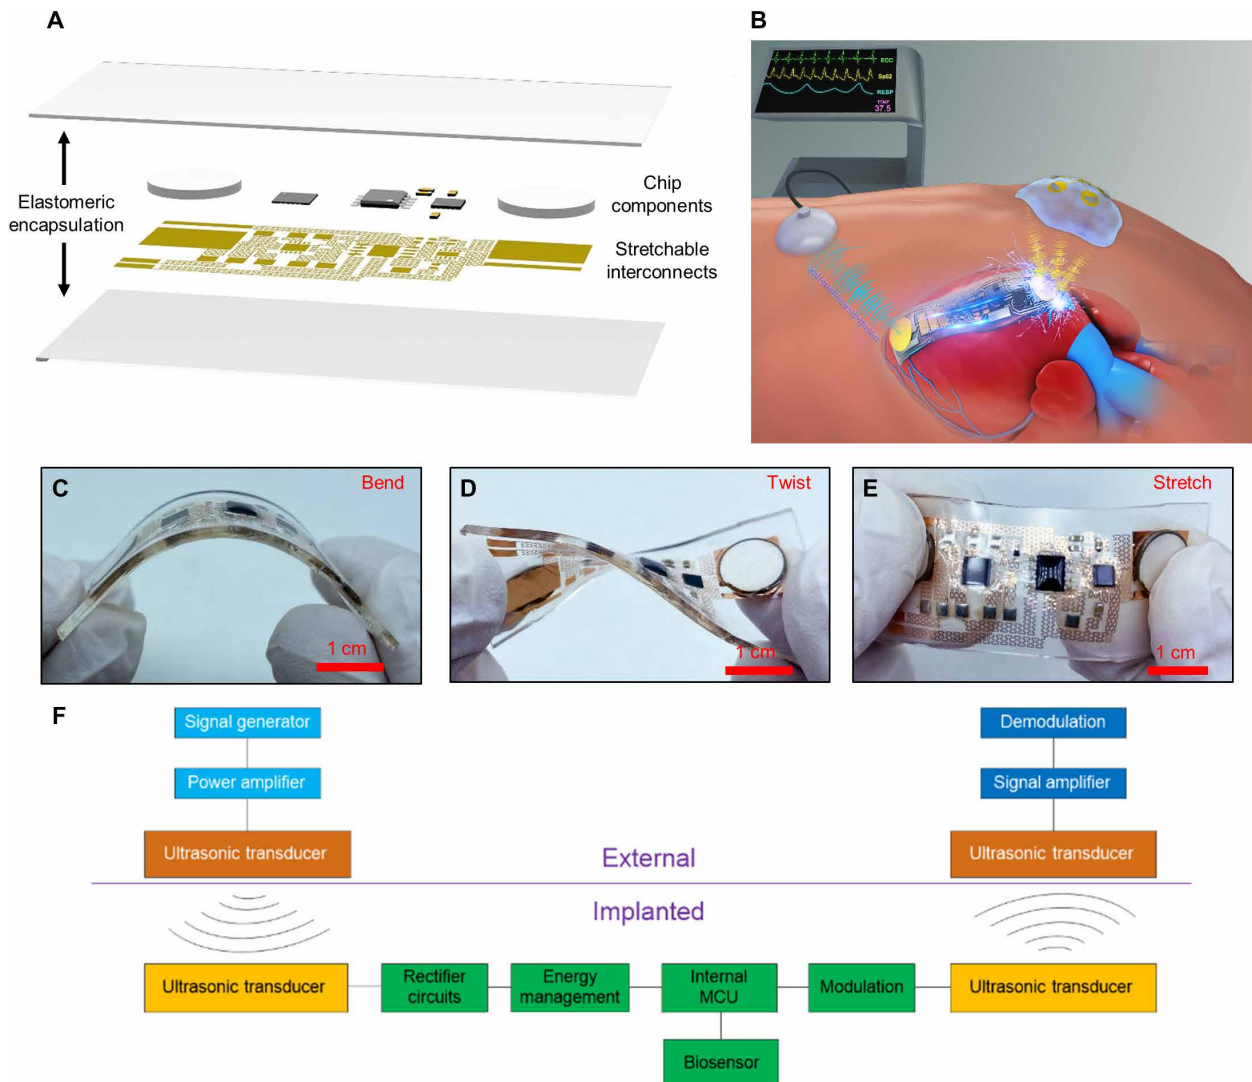 A
Elastomeric
encapsulation
Chip
components
Stretchable
interconnects
B
ECG
SpO2
RESP
TEMP
37.5
C
Bend
1 cm
D
Twist
1 cm
E
Stretch
1 cm
F
Signal generator
Power amplifier
Ultrasonic transducer
External
Demodulation
Signal amplifier
Ultrasonic transducer
Implanted
Ultrasonic transducer
Rectifier
circuits
Energy
management
Internal
MCU
Modulation
Ultrasonic transducer
Biosensor